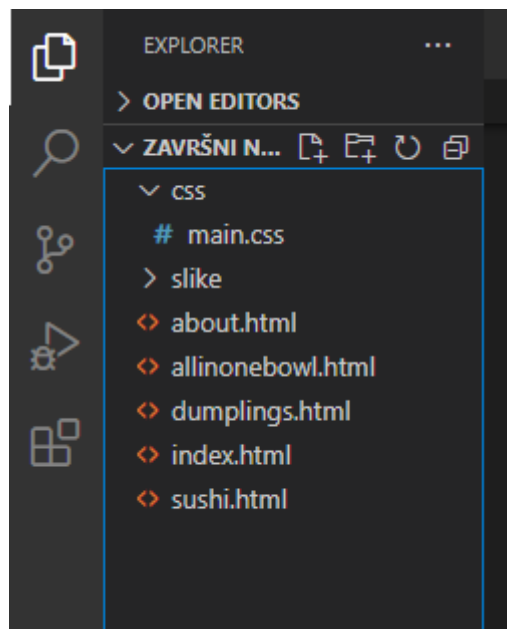 EXPLORER ...
OPEN EDITORS
ZAVRŠNI N...
css
# main.css
slike
<> about.html
<> allinonebowl.html
<> dumplings.html
<> index.html
<> sushi.html